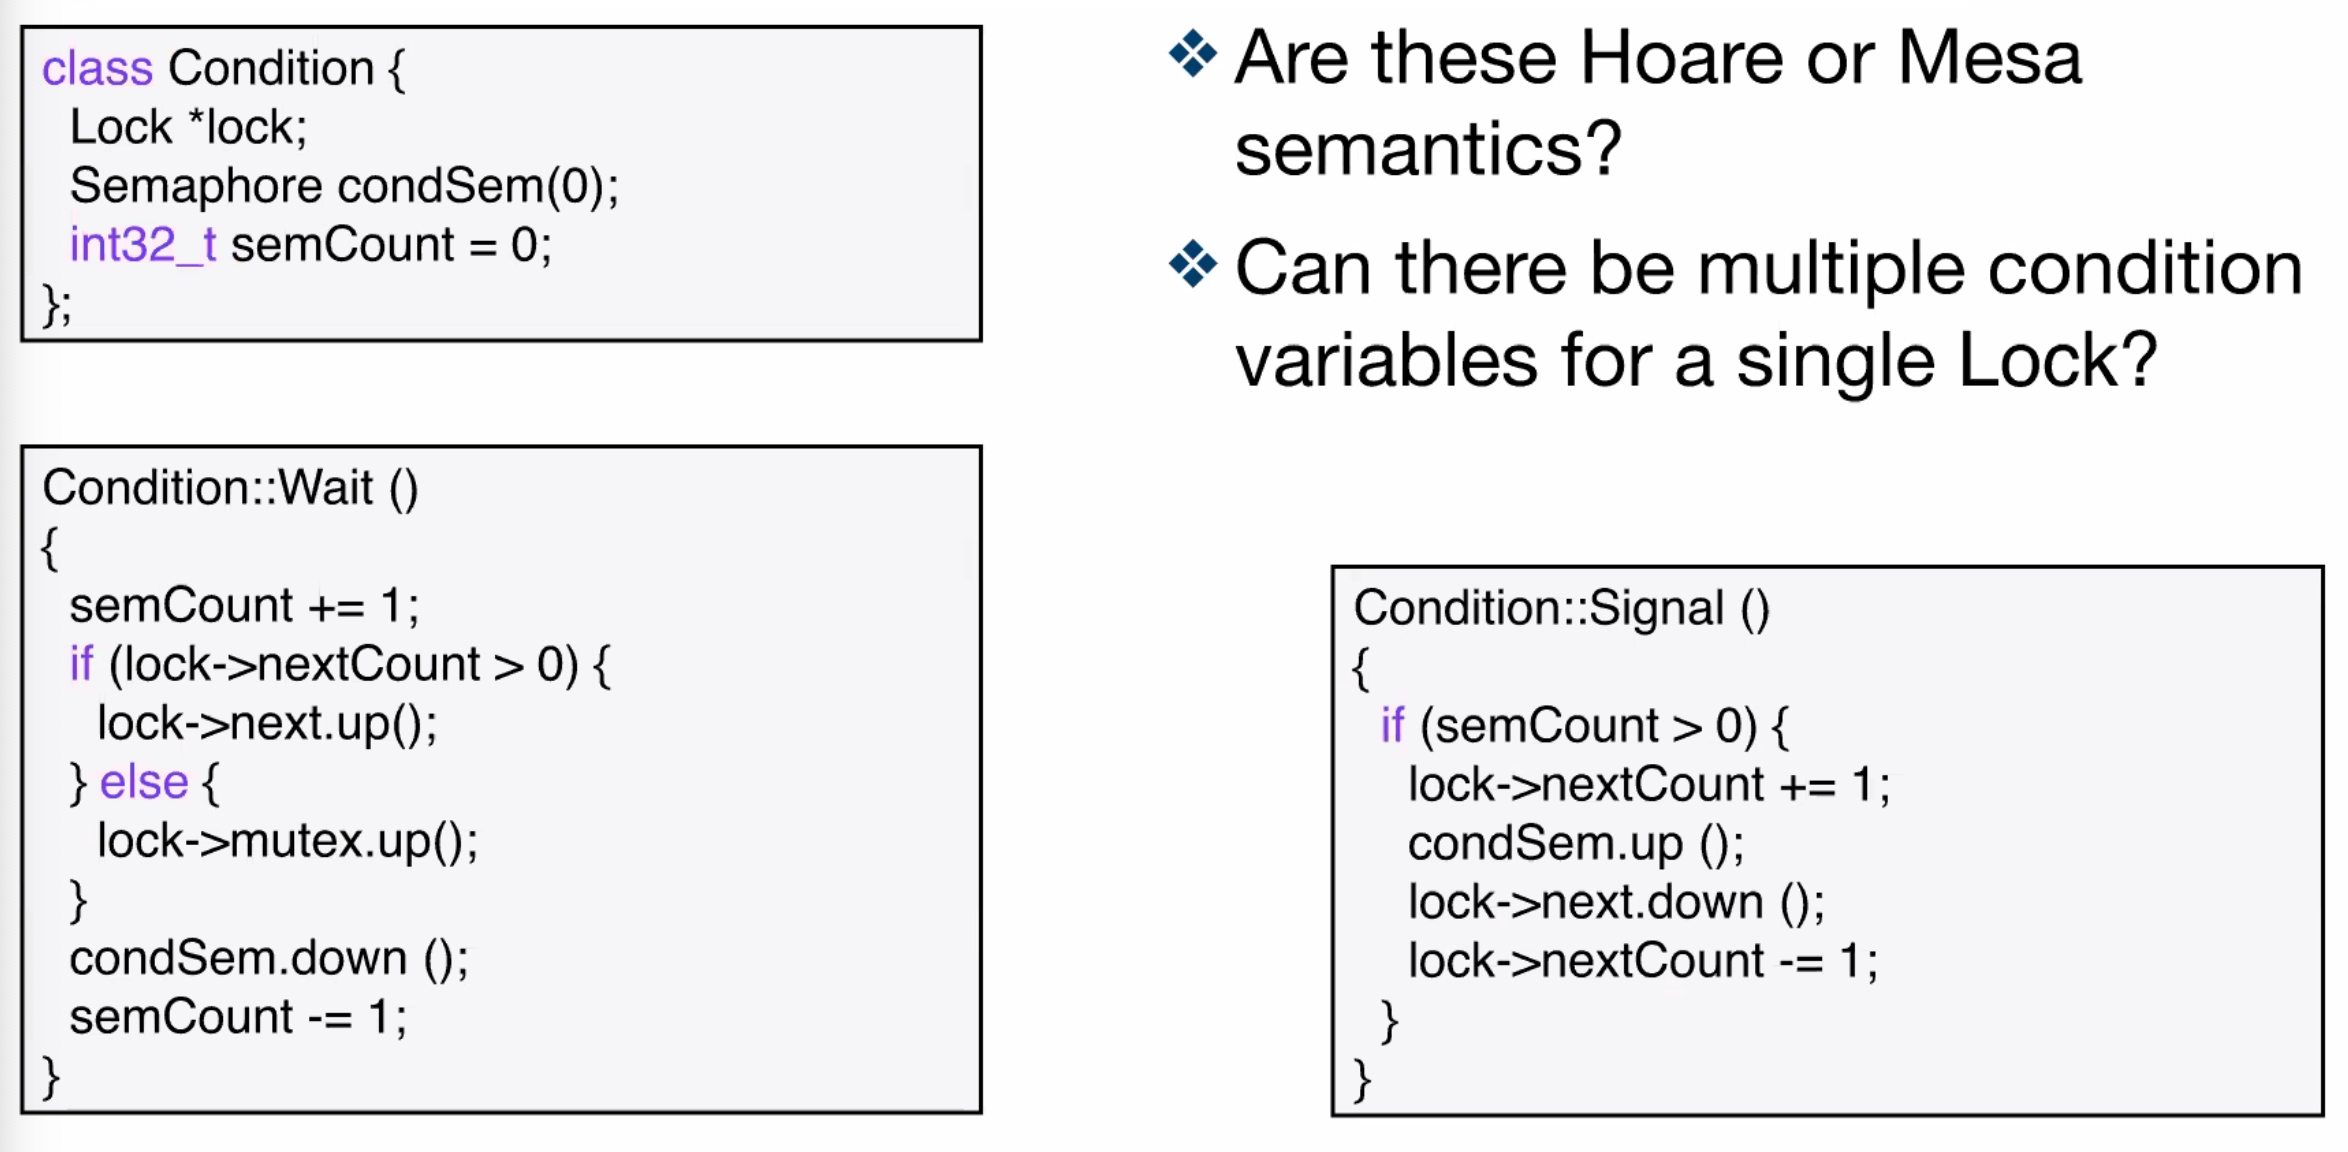 class Condition {
Lock *lock;
Semaphore condSem(0);
int32_t semCount = 0;
};
Condition::Wait ()
{
semCount += 1;
if (lock->nextCount > 0) {
lock->next.up();
} else {
lock->mutex.up();
}
condSem.down ();
semCount -= 1;
}
Are these Hoare or Mesa
semantics?
Can there be multiple condition
variables for a single Lock?
Condition::Signal ()
{
if (semCount > 0) {
lock->nextCount += 1;
condSem.up ();
lock->next.down ();
lock->nextCount -= 1;
}
}